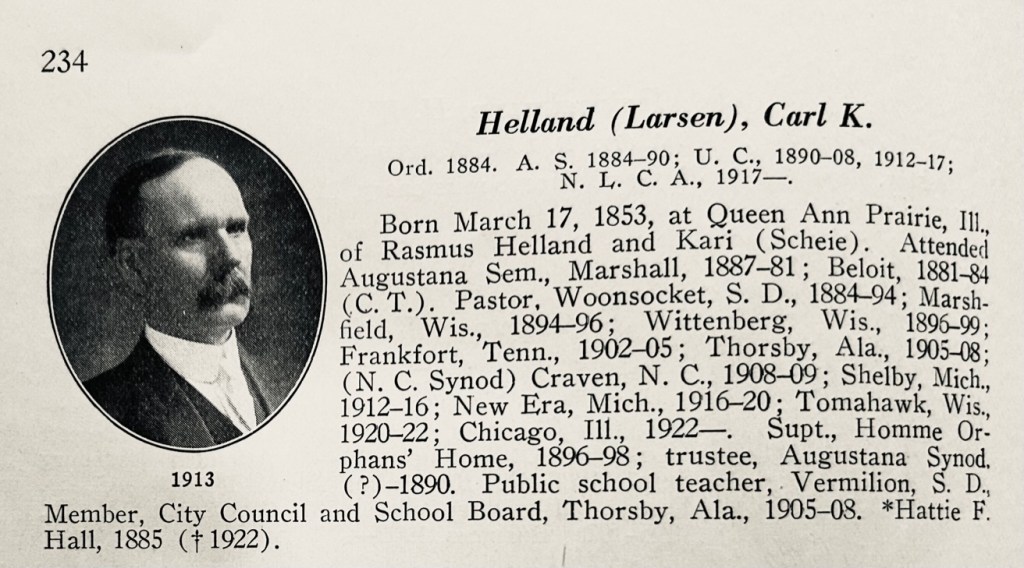 234
Helland (Larsen), Carl K.
Ord. 1884. A. S. 1884–90; U. C., 1890–08, 1912–17;
N. L. C. A., 1917—.
Born March 17, 1853, at Queen Ann Prairie, Ill.,
of Rasmus Helland and Kari (Scheie). Attended
Augustana Sem., Marshall, 1887–81; Beloit, 1881–84
(C. T.). Pastor, Woonsocket, S. D., 1884–94; Marsh-
field, Wis., 1894–96; Wittenberg, Wis., 1896–99;
Frankfort, Tenn., 1902–05; Thorsby, Ala., 1905–08;
(N. C. Synod) Craven, N. C., 1908–09; Shelby, Mich.,
1912–16; New Era, Mich., 1916–20; Tomahawk, Wis.,
1920–22; Chicago, Ill., 1922—. Supt., Homme Or-
phans' Home, 1896–98; trustee, Augustana Synod,
(?)–1890. Public school teacher, Vermilion, S. D.,
1913
Member, City Council and School Board, Thorsby, Ala., 1905–08. *Hattie F.
Hall, 1885 († 1922).